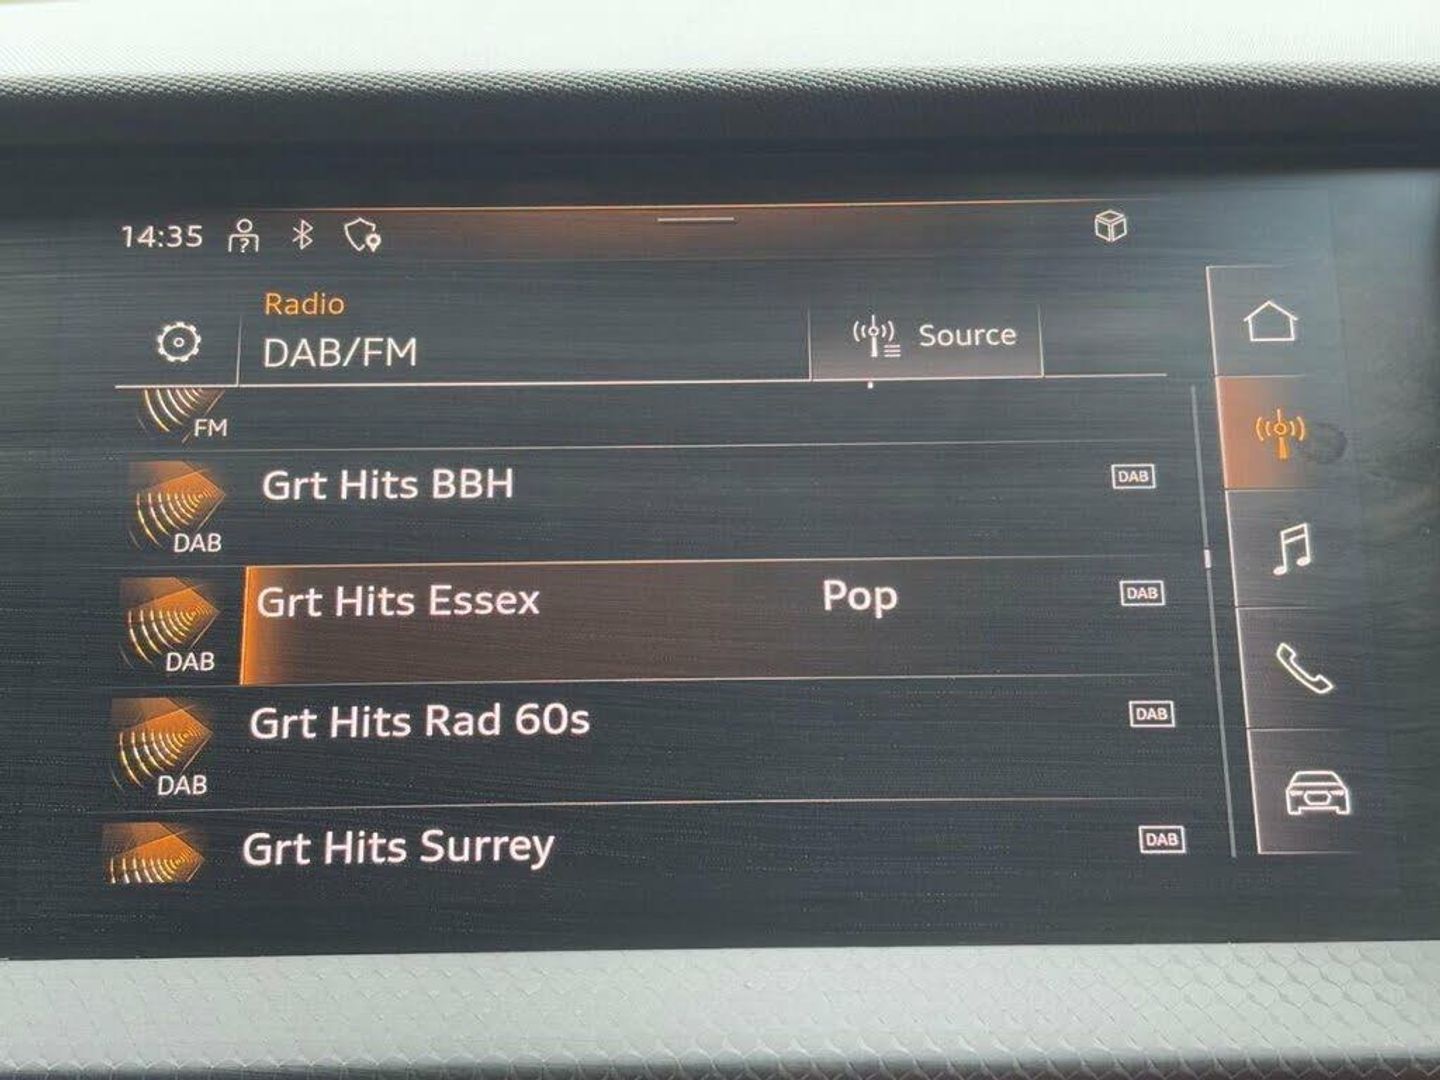 14:35
Radio
DAB/FM
Source
FM
Grt Hits BBH
DAB
DAB
Grt Hits Essex
Pop
DAB
DAB
Grt Hits Rad 60s
DAB
DAB
Grt Hits Surrey
DAB